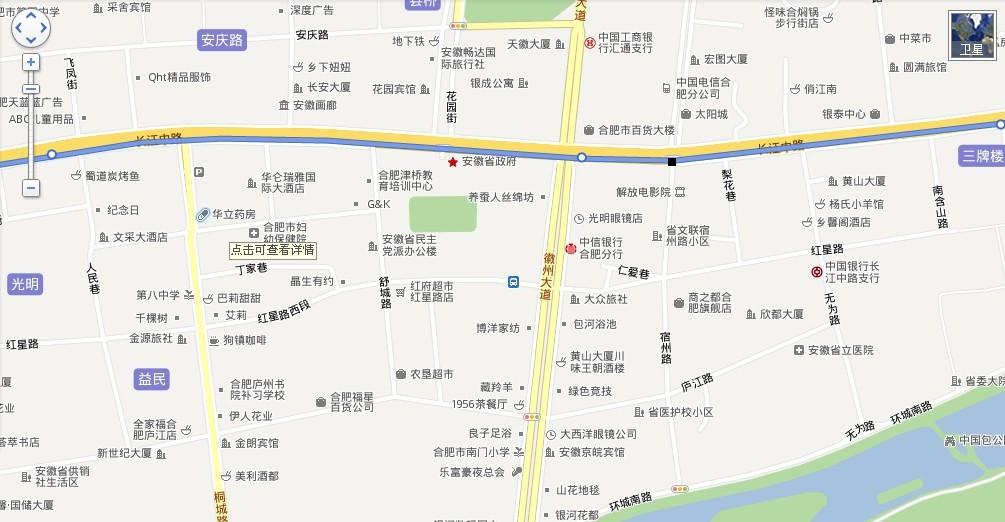 采舍宾馆
安庆路
安庆路
深度广告
地下铁
县桥
大道
天徽大厦
中国工商银
行汇通支行
怪味台焖锅
步行街店
中菜市
卫星
圆满旅馆
飞凤街
Qht精品服饰
乡下妞妞
长安大厦
安徽画廊
安徽畅达国
际旅行社
花园宾馆
花园街
银成公寓
宏图大厦
中国电信合
肥分公司
太阳城
俏江南
银泰中心
肥天蓝蓝广告
ABC儿童用品
合肥市百货大楼
长江中路
长江中路
三牌楼
安徽省政府
蜀道炭烤鱼
纪念日
文采大酒店
华仑瑞雅国
际大酒店
合肥津桥教
育培训中心
G&K
华立药房
合肥市妇
幼保健院
点击可查看详情
养蚕人丝绵坊
安徽省民主
党派办公楼
光明眼镜店
中信银行
合肥分行
解放电影院
省文联宿
州路小区
梨花巷
黄山大厦
杨氏小羊馆
乡馨阁酒店
南含山路
红星路
仁爱巷
中国银行长
江中路支行
光明
人民巷
丁家巷
晶生有约
第八中学
巴莉甜甜
千棵树
艾莉
红星路西段
舒城路
红府超市
红星路店
徽州大道
大众旅社
商之都合
肥旗舰店
欣都大厦
无为路
红星路
金源旅社
狗镇咖啡
博洋家纺
包河浴池
宿州路
安徽省立医院
益民
黄山大厦川
味王朝酒楼
农垦超市
藏羚羊
绿色竞技
庐江路
省委大院
合肥庐州书
院补习学校
合肥福星
百货公司
1956茶餐厅
伊人花业
省医护校小区
环城南路
无为路
全家福合
肥庐江店
金朗宾馆
良子足浴
大西洋眼镜公司
荟萃书店
新世纪大厦
合肥市南门小学
安徽京皖宾馆
中国包公
安徽省供销
社生活区
美利酒都
乐富豪夜总会
山花地毯
环城南路
国储大厦
桐城路
银河花都